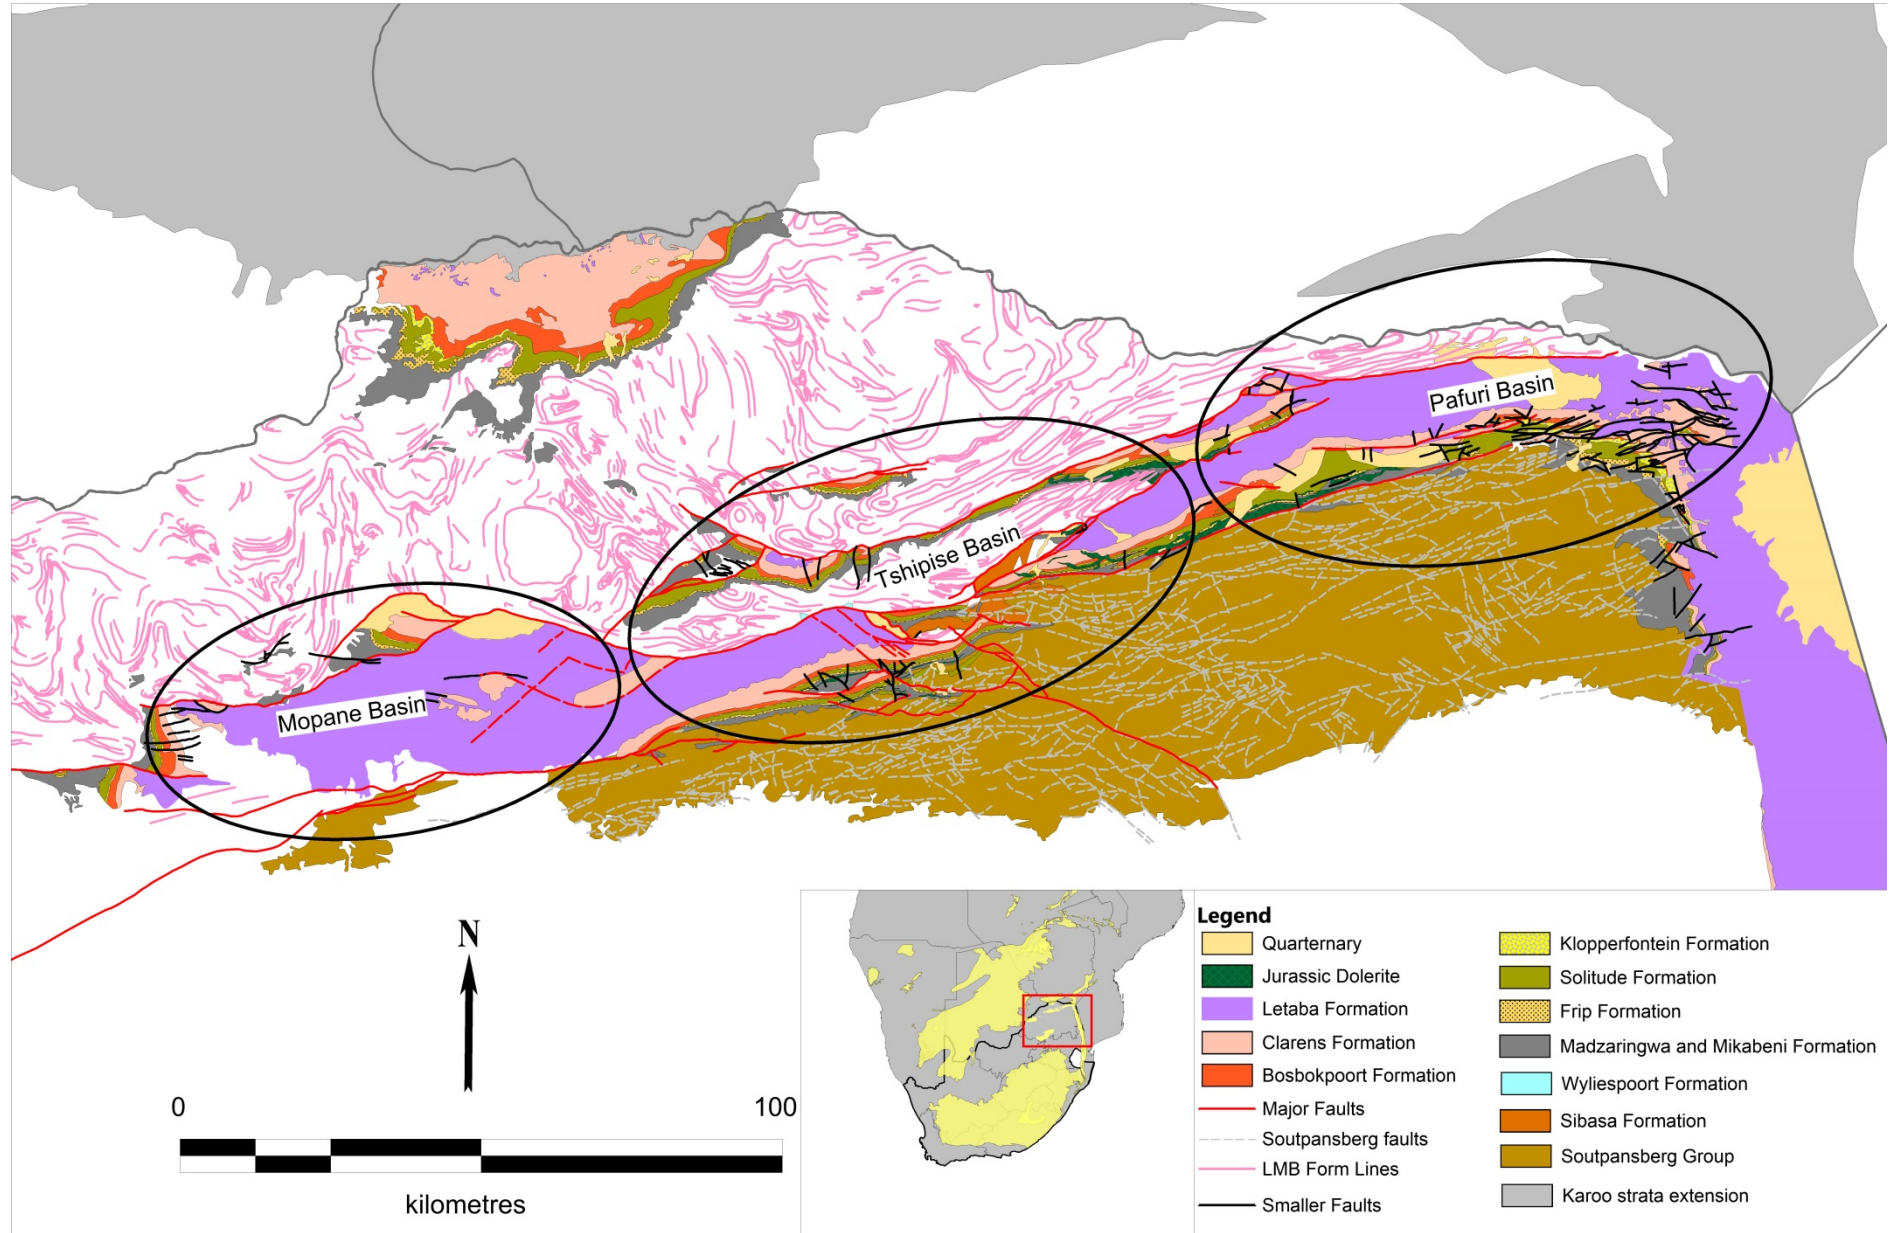 Pafuri Basin
Tshipise Basin
Mopane Basin
N
0 100
kilometres
Legend
Quarternary
Jurassic Dolerite
Letaba Formation
Clarens Formation
Bosbokpoort Formation
Major Faults
Soutpansberg faults
LMB Form Lines
Smaller Faults
Klopperfontein Formation
Solitude Formation
Frip Formation
Madzaringwa and Mikabeni Formation
Wyliespoort Formation
Sibasa Formation
Soutpansberg Group
Karoo strata extension